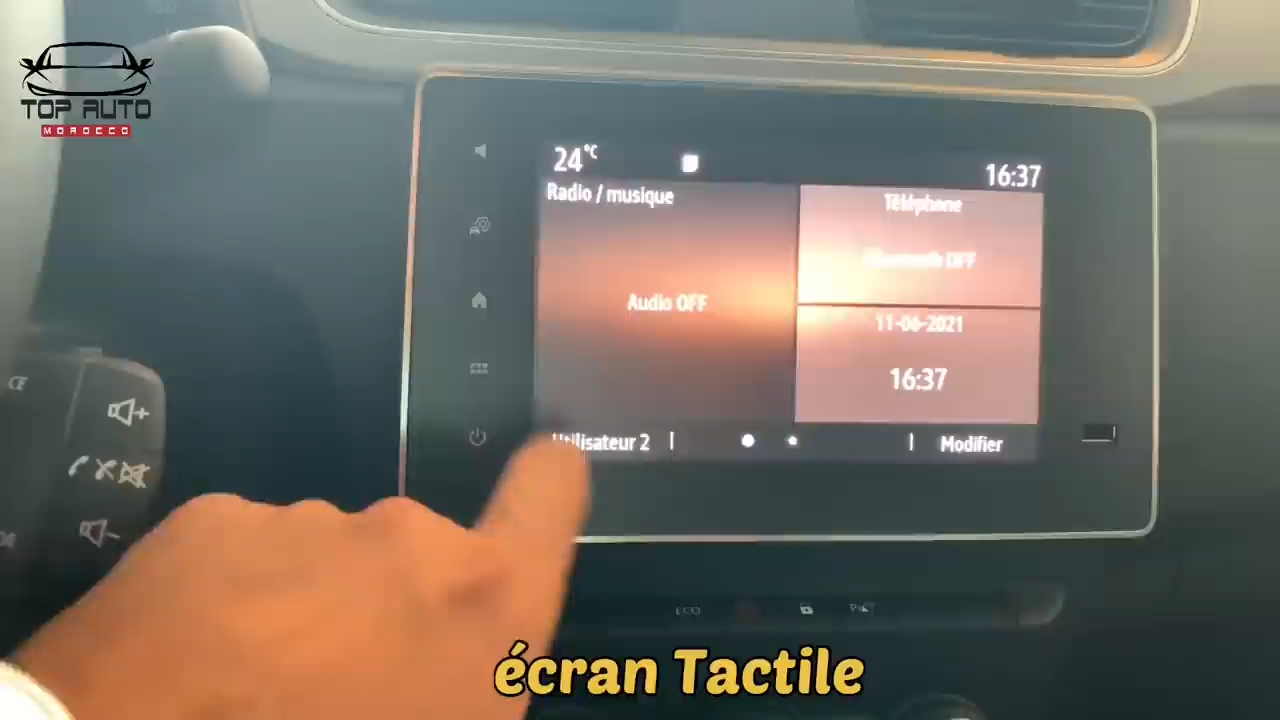 TOP AUTO
MOROCCO
24°C
16:37
Radio / musique
Téléphone
OFF
Audio OFF
11-06-2021
16:37
Utilisateur 2
Modifier
ECO
écran Tactile